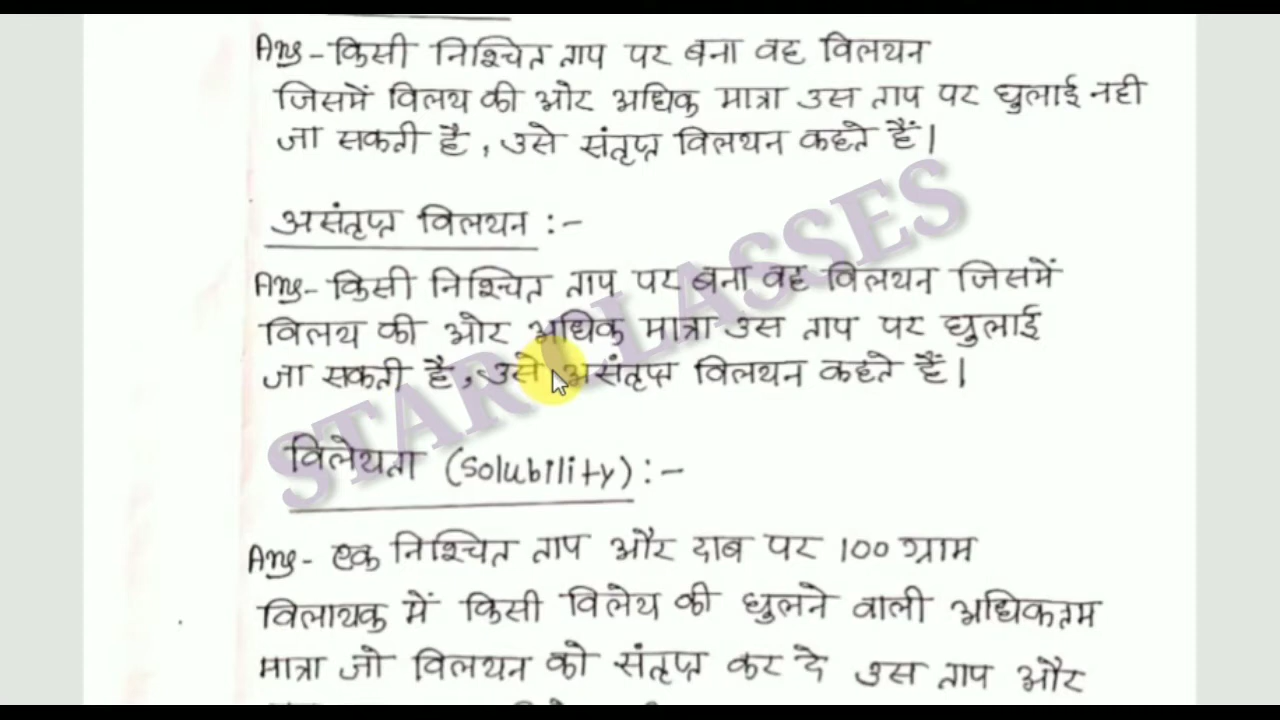 Ans - किसी निश्चित ताप पर बना वह विलयन
जिसमें विलय की ओर अधिक मात्रा उस ताप पर घुलाई नही
जा सकती है, उसे संतृप्त विलयन कहते हैं।
असंतृप्त विलयन :-
Ans - किसी निश्चित ताप पर बना वह विलयन जिसमें
विलय की ओर अधिक मात्रा उस ताप पर घुलाई
जा सकती है, उसे असंतृप्त विलयन कहते हैं।
STAR CLASSES
विलेयता (Solubility) :-
Ans - एक निश्चित ताप और दाब पर 100 ग्राम
विलायक में किसी विलेय की घुलने वाली अधिकतम
मात्रा जो विलयन को संतृप्त कर दे उस ताप और